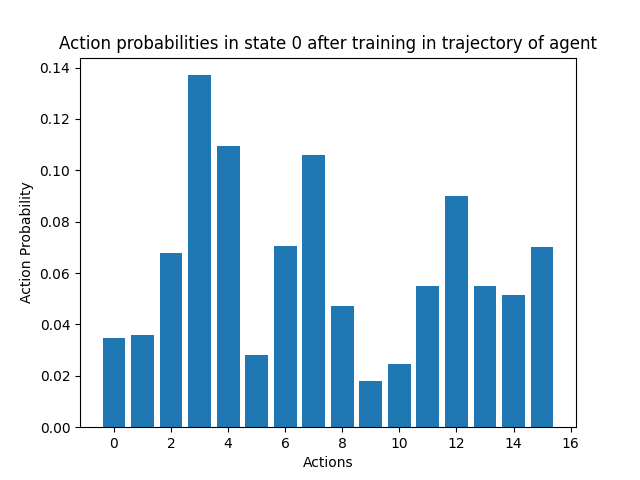 Action probabilities in state 0 after training in trajectory of agent
0.14
0.12
0.10
0.08
0.06
0.04
0.02
0.00
Action Probability
0 2 4 6 8 10 12 14 16
Actions